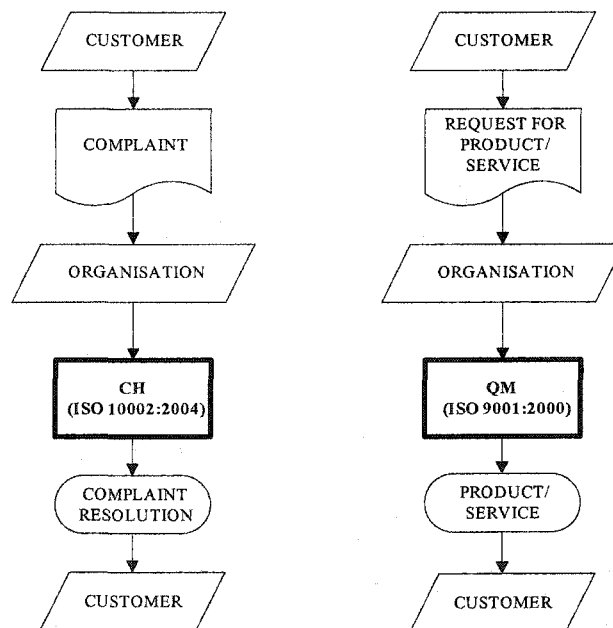 CUSTOMER
COMPLAINT
ORGANISATION
CH
(ISO 10002:2004)
COMPLAINT
RESOLUTION
CUSTOMER
CUSTOMER
REQUEST FOR
PRODUCT/
SERVICE
ORGANISATION
QM
(ISO 9001:2000)
PRODUCT/
SERVICE
CUSTOMER